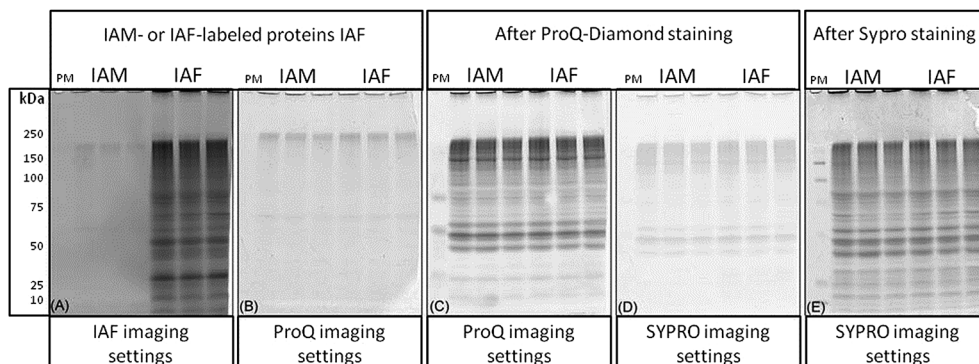 IAM- or IAF-labeled proteins IAF
After ProQ-Diamond staining
After Sypro staining
PM IAM IAF
PM IAM IAF
PM IAM IAF
PM IAM IAF
PM IAM IAF
kDa
250
150
100
75
50
25
10
(A)
(B)
(C)
(D)
(E)
IAF imaging
settings
ProQ imaging
settings
ProQ imaging
settings
SYPRO imaging
settings
SYPRO imaging
settings